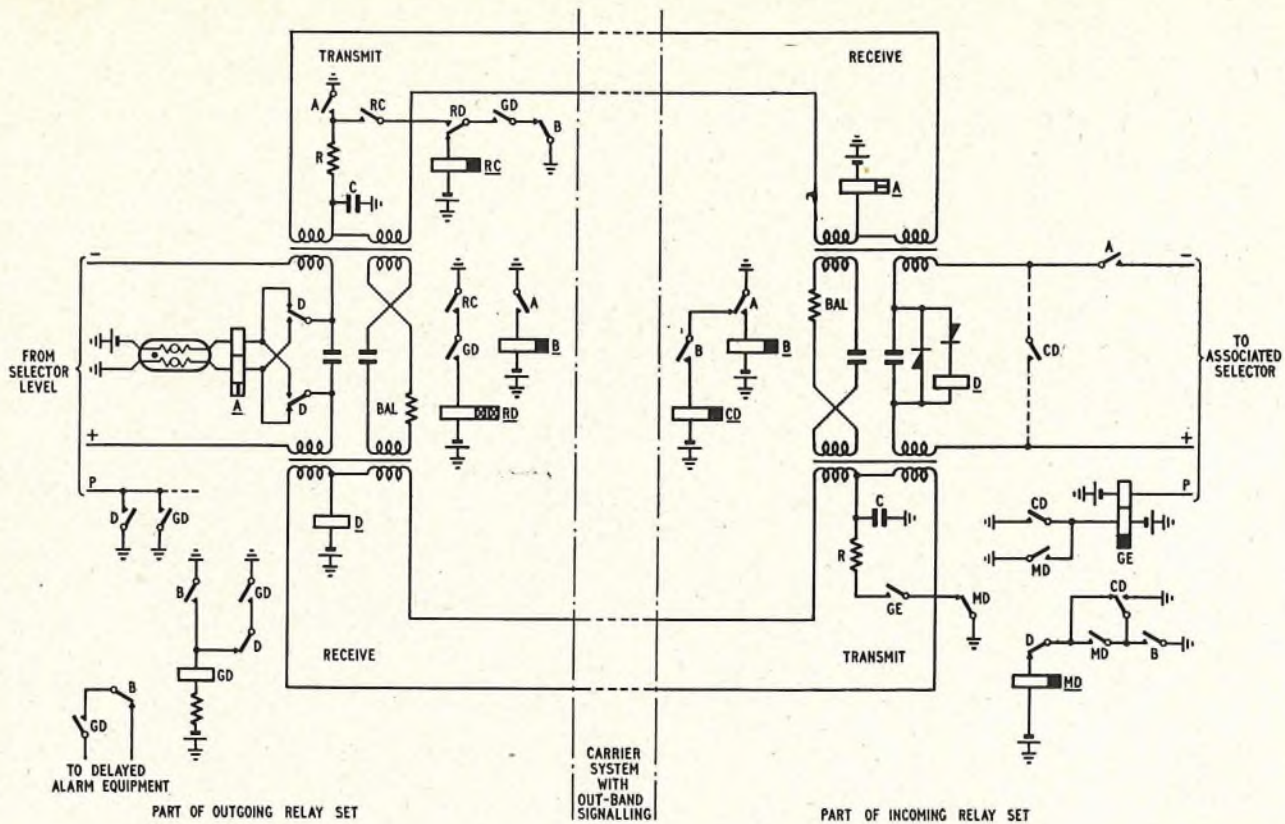 TRANSMIT
RECEIVE
A
RC
RD
GD
B
R
RC
C
A
A
−
−
D
RC
A
A
BAL
CD
FROM
SELECTOR
LEVEL
GD
B
B
B
D
TO
ASSOCIATED
SELECTOR
A
D
BAL
RD
CD
+
+
P
P
D
GD
D
C
CD
R
MD
GE
B
GD
GE
MD
CD
D
RECEIVE
TRANSMIT
D
MD
B
GD
MD
B
GD
TO DELAYED
ALARM EQUIPMENT
CARRIER
SYSTEM
WITH
OUT-BAND
SIGNALLING
PART OF OUTGOING RELAY SET
PART OF INCOMING RELAY SET